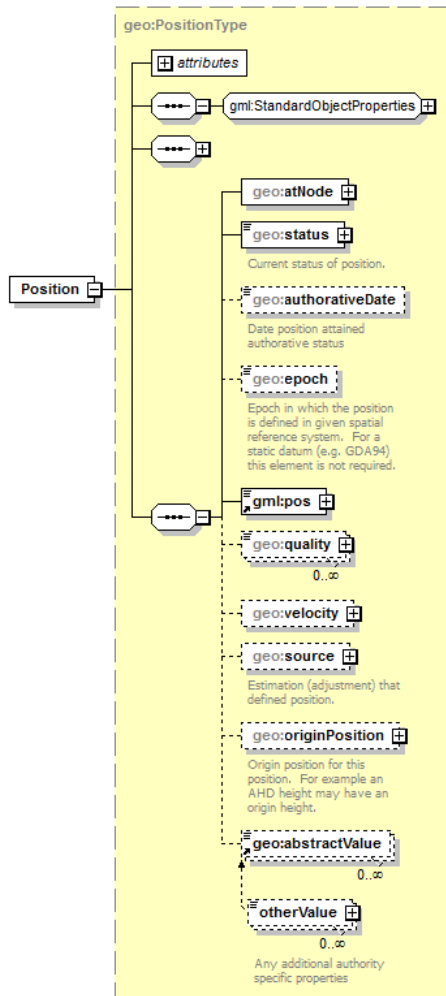 geo:PositionType
attributes
gml:StandardObjectProperties
geo:atNode
geo:status
Current status of position.
Position
geo:authorativeDate
Date position attained
authorative status
geo:epoch
Epoch in which the position
is defined in given spatial
reference system. For a
static datum (e.g. GDA94)
this element is not required.
gml:pos
geo:quality
0..∞
geo:velocity
geo:source
Estimation (adjustment) that
defined position.
geo:originPosition
Origin position for this
position. For example an
AHD height may have an
origin height.
geo:abstractValue
0..∞
otherValue
0..∞
Any additional authority
specific properties